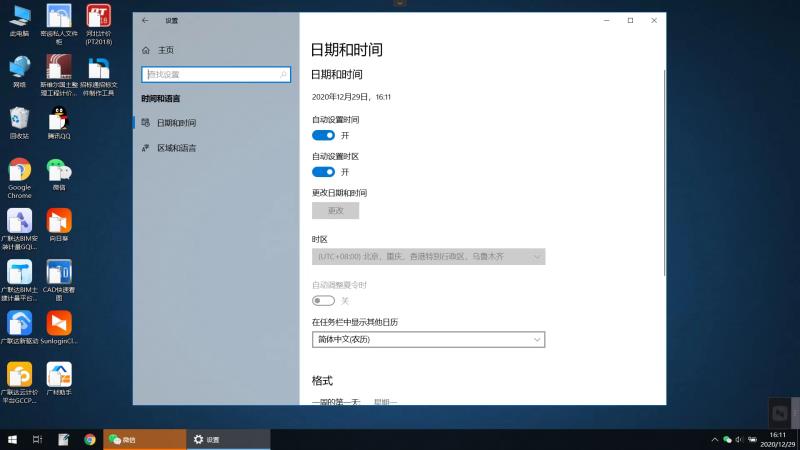 此电脑
网络
回收站
Google
Chrome
广联达BIM安
装计量GQI...
广联达BIM土
建计量平台...
广联达新驱动
广联达云计价
平台GCCP...
密盘私人文件
柜
斯维尔国土整
理工程计价...
腾讯QQ
微信
向日葵
CAD快速看
图
SunloginCl...
广材助手
河北计价
(PT2018)
招标通招标文
件制作工具
设置
主页
查找设置
时间和语言
日期和时间
区域和语言
日期和时间
日期和时间
2020年12月29日，16:11
自动设置时间
开
自动设置时区
开
更改日期和时间
更改
时区
(UTC+08:00) 北京，重庆，香港特别行政区，乌鲁木齐
自动调整夏令时
关
在任务栏中显示其他日历
简体中文(农历)
格式
一周的第一天: 星期一
微信
设置
16:11
2020/12/29